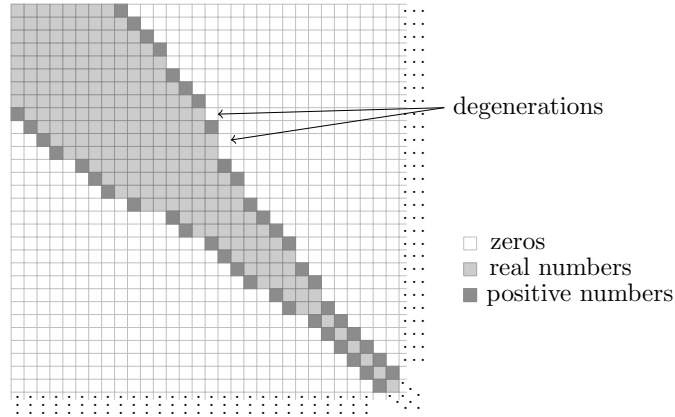 degenerations
zeros
real numbers
positive numbers